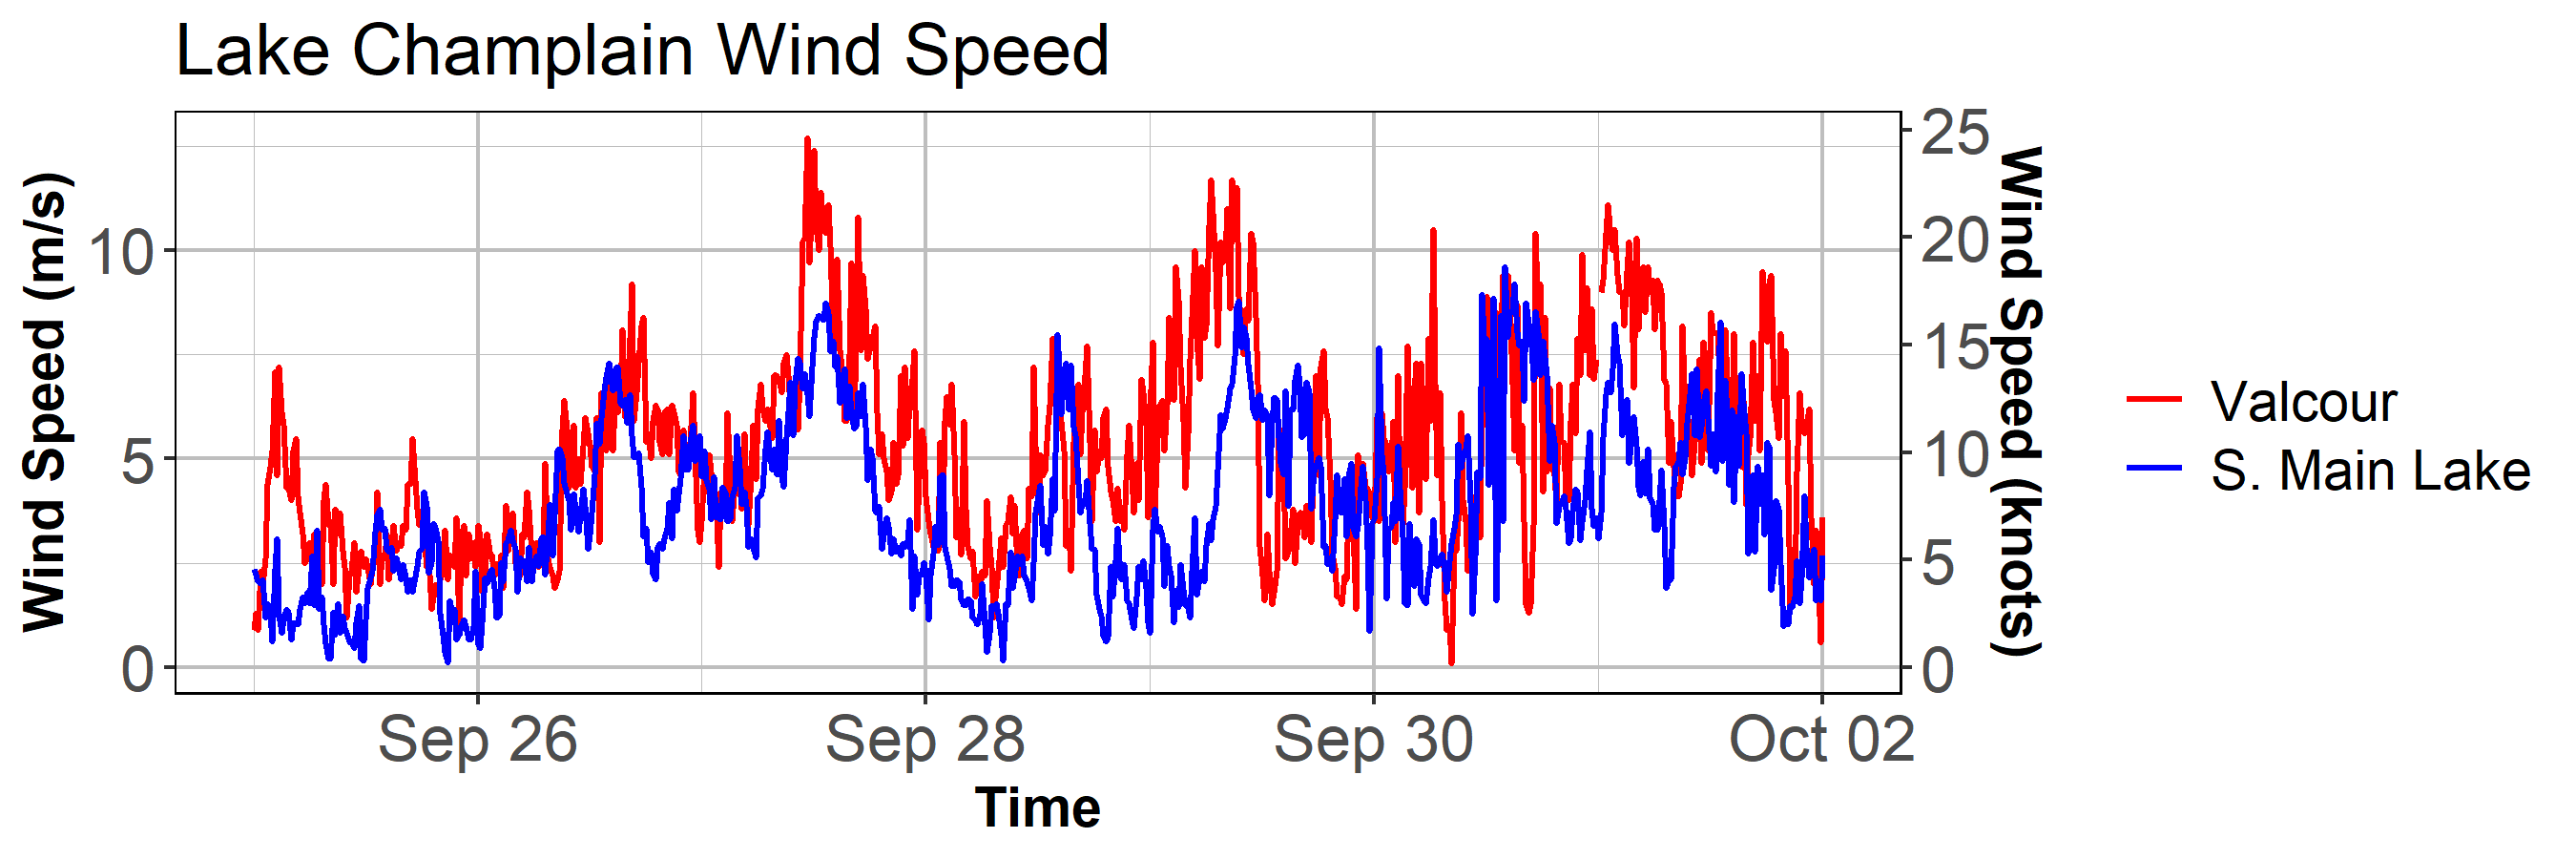 Lake Champlain Wind Speed
Wind Speed (m/s)
10
5
0
25
20
15
10
5
0
Wind Speed (knots)
Sep 26
Sep 28
Sep 30
Oct 02
Time
Valcour
S. Main Lake